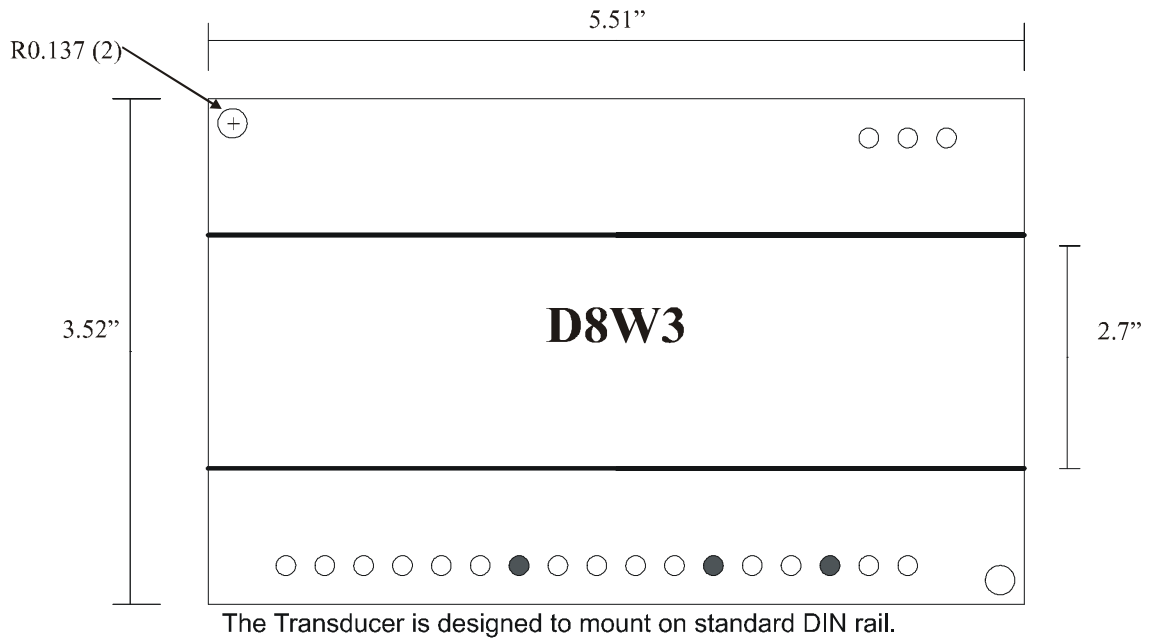 5.51”
R0.137 (2)
D8W3
3.52”
2.7”
The Transducer is designed to mount on standard DIN rail.